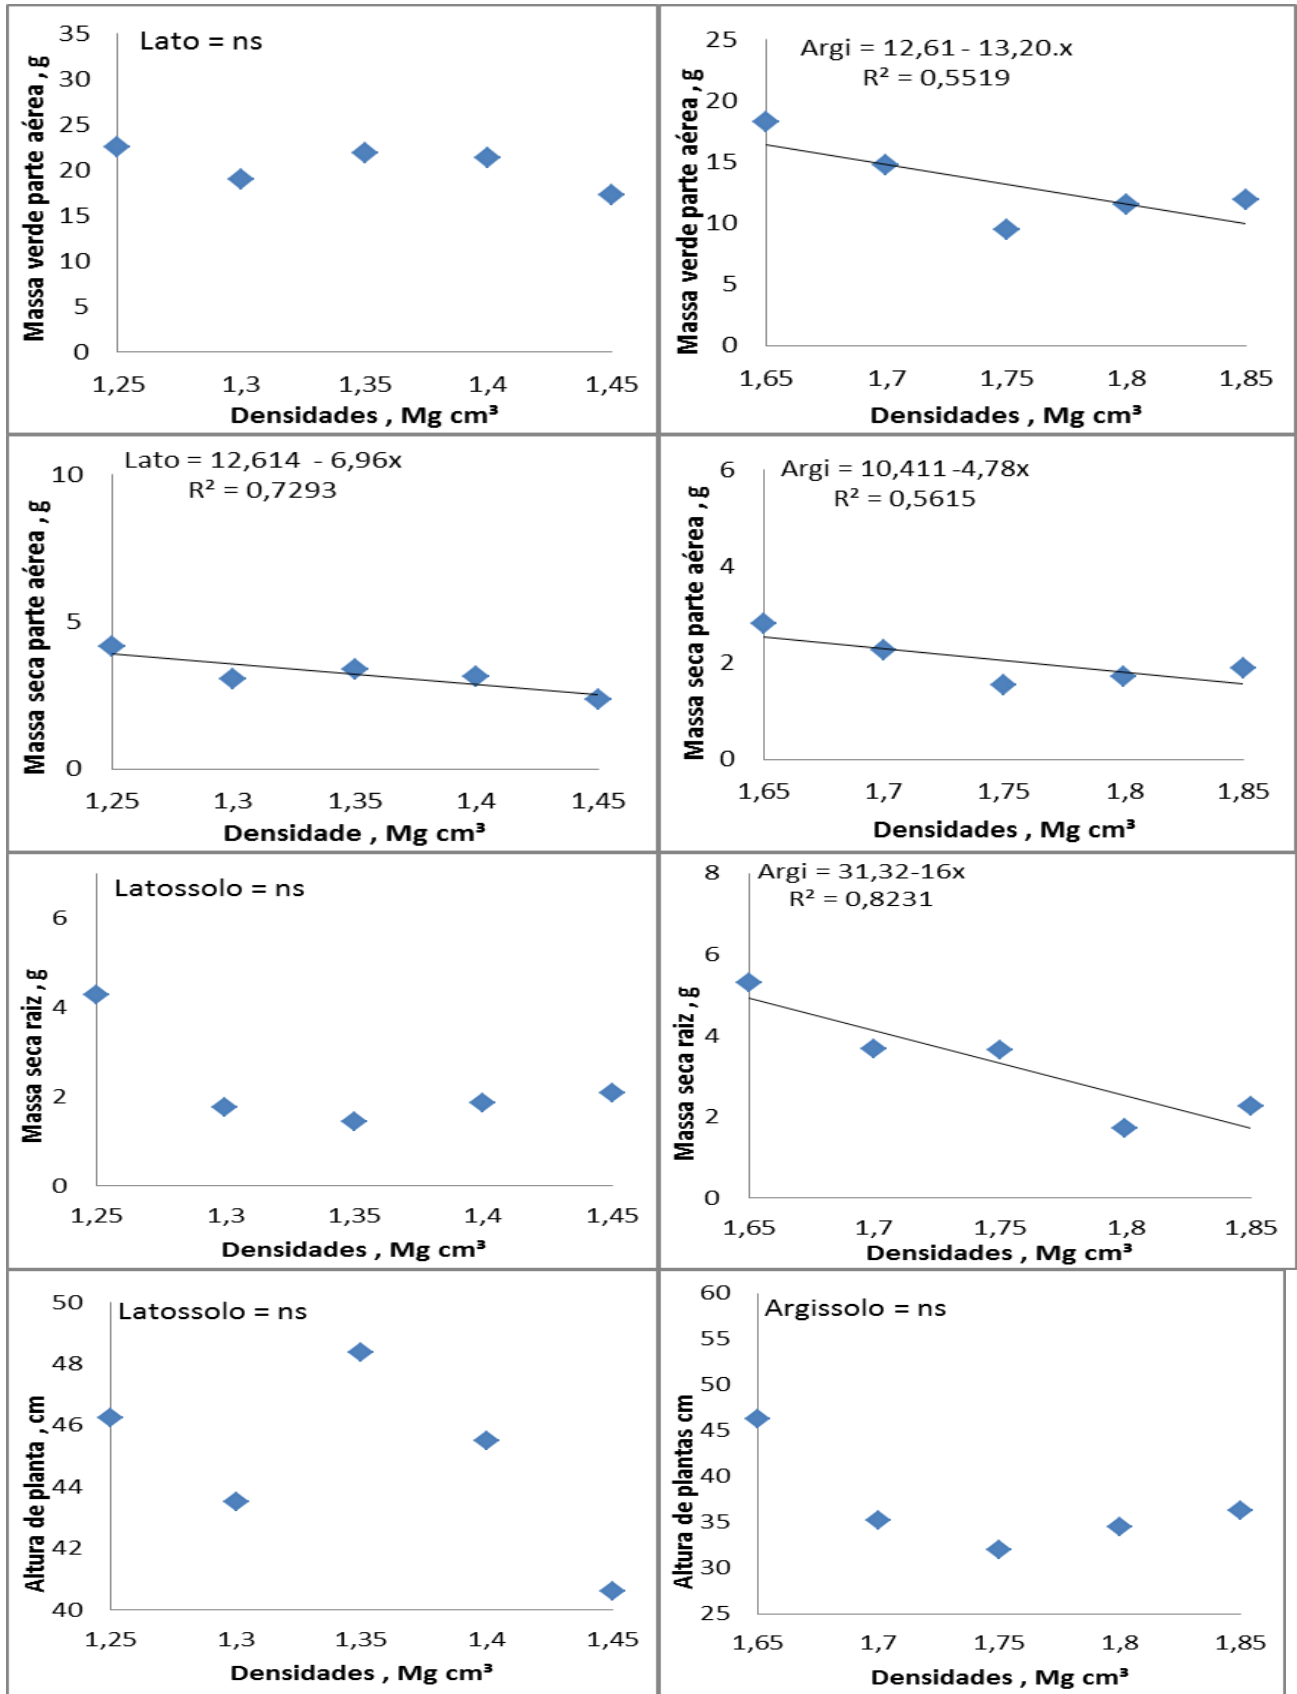 Lato = ns
Massa verde parte aérea , g
35
30
25
20
15
10
5
0
1,25 1,3 1,35 1,4 1,45
Densidades , Mg cm³
Argi = 12,61 - 13,20.x
R² = 0,5519
Massa verde parte aérea, g
25
20
15
10
5
0
1,65 1,7 1,75 1,8 1,85
Densidades , Mg cm³
Lato = 12,614 - 6,96x
R² = 0,7293
Massa seca parte aérea , g
10
5
0
1,25 1,3 1,35 1,4 1,45
Densidade , Mg cm³
Argi = 10,411 -4,78x
R² = 0,5615
Massa seca parte aérea, g
6
4
2
0
1,65 1,7 1,75 1,8 1,85
Densidades , Mg cm³
Latossolo = ns
Massa seca raiz , g
6
4
2
0
1,25 1,3 1,35 1,4 1,45
Densidades , Mg cm³
Argi = 31,32-16x
R² = 0,8231
Massa seca raiz , g
8
6
4
2
0
1,65 1,7 1,75 1,8 1,85
Densidades , Mg cm³
Latossolo = ns
Altura de planta , cm
50
48
46
44
42
40
1,25 1,3 1,35 1,4 1,45
Densidades , Mg cm³
Argissolo = ns
Altura de plantas cm
60
55
50
45
40
35
30
25
1,65 1,7 1,75 1,8 1,85
Densidades , Mg cm³